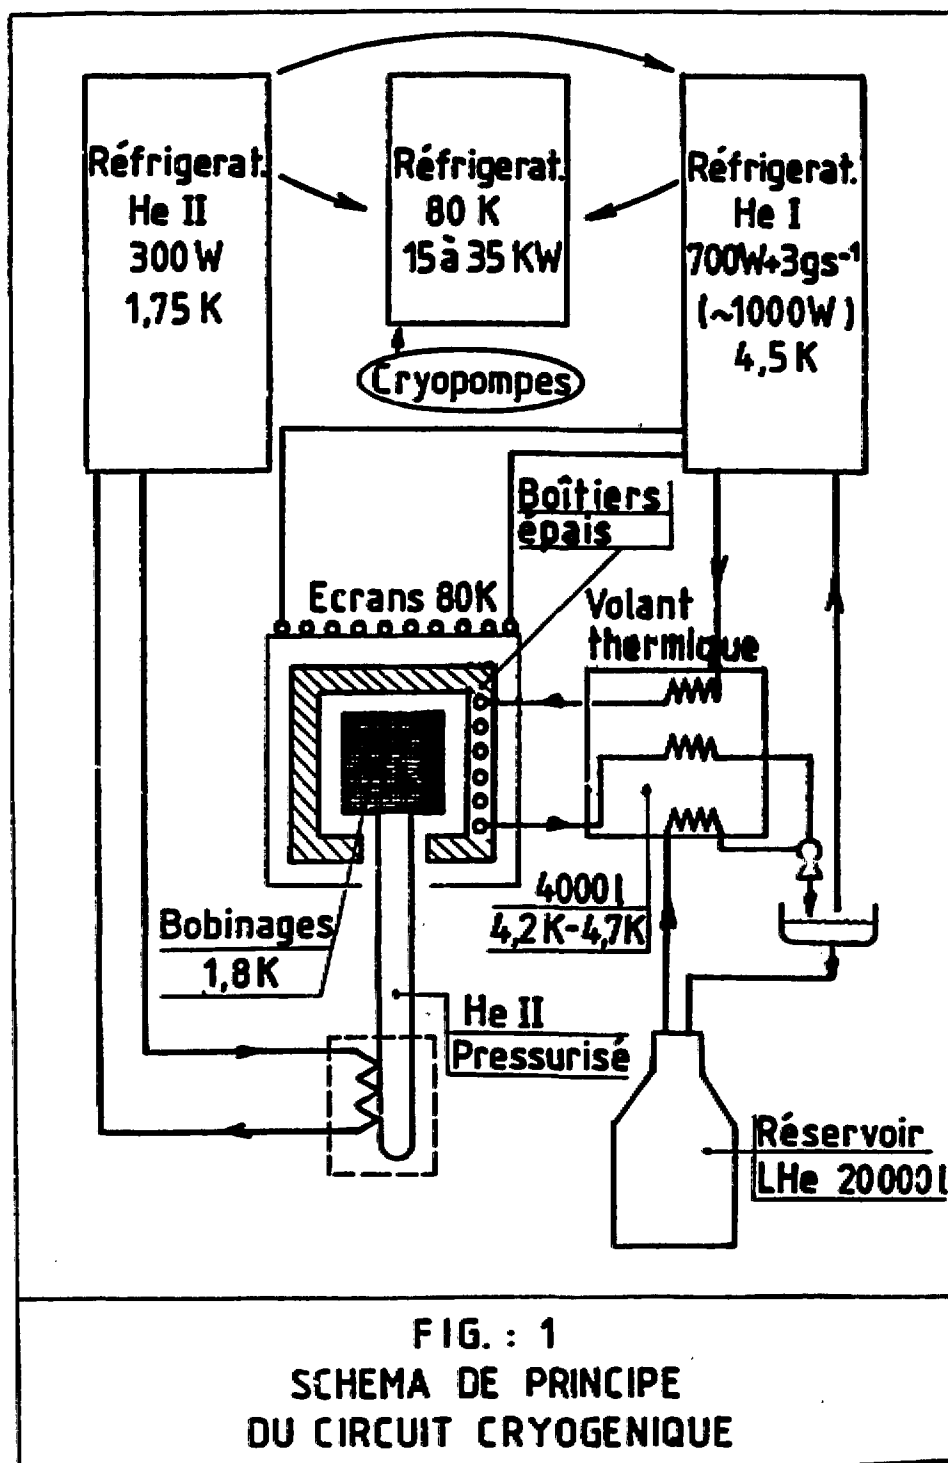 Réfrigerat.
He II
300 W
1,75 K
Réfrigerat.
80 K
15 à 35 KW
Réfrigerat.
He I
700W+3gs⁻¹
(~1000W)
4,5 K
Cryopompes
Boîtiers
épais
Ecrans 80K
Volant
thermique
4000 l
4,2K-4,7K
Bobinages
1,8 K
He II
Pressurisé
Réservoir
LHe 20000 l
FIG. : 1
SCHEMA DE PRINCIPE
DU CIRCUIT CRYOGENIQUE